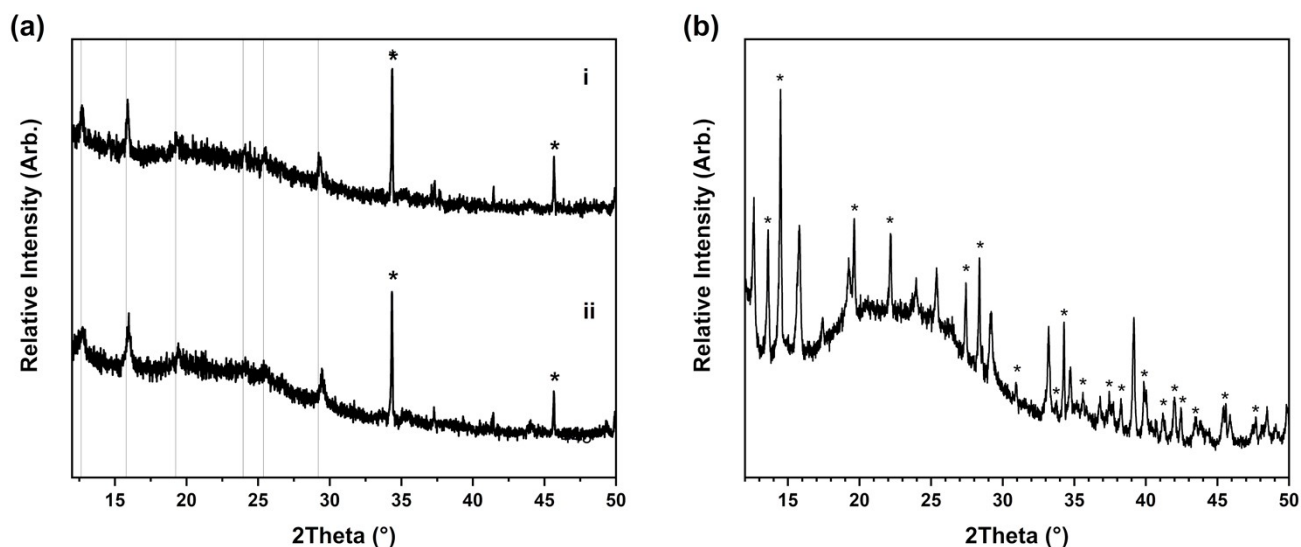 (a)
Relative Intensity (Arb.)
*
*
i
*
*
ii
15 20 25 30 35 40 45 50
2Theta (°)
(b)
Relative Intensity (Arb.)
* * * * * * * * * * * * * * * * * * *
15 20 25 30 35 40 45 50
2Theta (°)